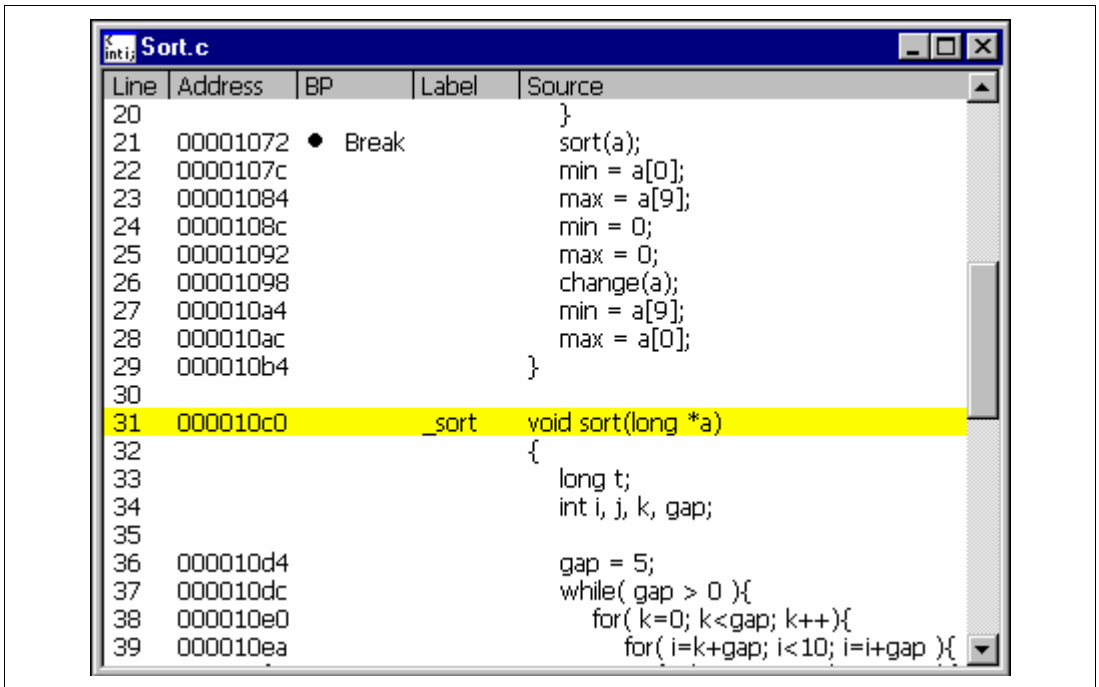 int i; Sort.c
Line Address BP Label Source
20 }
21 00001072 ● Break sort(a);
22 0000107c min = a[0];
23 00001084 max = a[9];
24 0000108c min = 0;
25 00001092 max = 0;
26 00001098 change(a);
27 000010a4 min = a[9];
28 000010ac max = a[0];
29 000010b4 }
30
31 000010c0 _sort void sort(long *a)
32 {
33 long t;
34 int i, j, k, gap;
35
36 000010d4 gap = 5;
37 000010dc while( gap > 0 ){
38 000010e0 for( k=0; k<gap; k++){
39 000010ea for( i=k+gap; i<10; i=i+gap ){